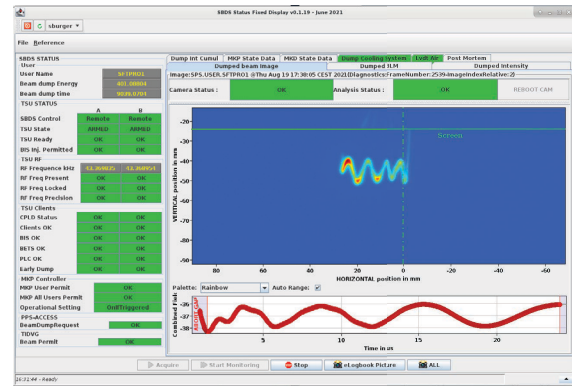 SBDS Status Fixed Display v0.1.19 - June 2021
sburger
File Reference
SBDS STATUS
User
User Name SFTPRO1
Beam dump Energy
Beam dump time
TSU STATUS
A B
SBDS Control Remote Remote
TSU State ARMED ARMED
TSU Ready OK OK
BIS Inj. Permitted OK OK
TSU RF
RF Frequence kHz
RF Freq Present OK OK
RF Freq Locked OK OK
RF Freq Precision OK OK
TSU Clients
CPLD Status OK OK
Clients OK OK OK
BIS OK OK OK
BETS OK OK OK
PLC OK OK OK
Early Dump OK OK
MKP Controller
MKP User Permit OK
MKP All Users Permit OK
Operational Setting OnlTriggered
PPS-ACCESS
BeamDumpRequest OK
TIDVG
Beam Permit OK
Dump Int Cumul MKP State Data MKD State Data Dump Cooling System Lvdt Air Post Mortem
Dumped beam Image Dumped ILM Dumped Intensity
Image:SPS.USER.SFTPRO1 @Thu Aug 19 17:30:05 CEST 2021(Diagnostics:FrameNumber:2539-ImageIndexRelative:2)
Camera Status : OK Analysis Status : OK REBOOT CAM
VERTICAL position in mm
-20
-30
-40
-50
-60
-70
-80
-90
Screen
80 60 40 20 0 -20 -40 -60
HORIZONTAL position in mm
Palette: Rainbow Auto Range:
Combined Fish
-36
-37
-38
5 10 15 20
Time in us
Acquire Start Monitoring Stop eLogbook Picture ALL
16:31:44 - Ready